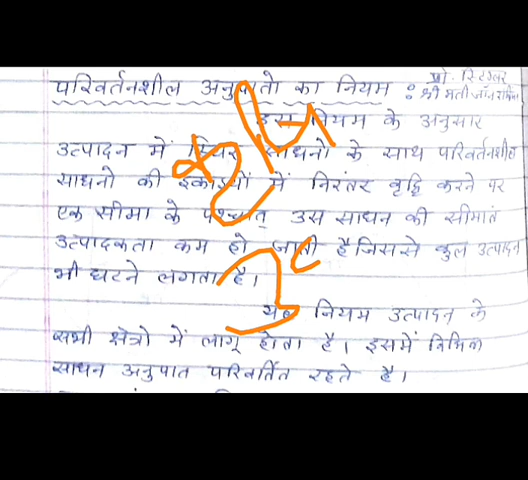 परिवर्तनशील अनुपातो का नियम : प्रो. स्टिगलर
श्री मती जॉन
इस नियम के अनुसार
उत्पादन में स्थिर साधनो के साथ परिवर्तनशील
साधनो की इकाइयों में निरंतर वृद्धि करने पर
एक सीमा के पश्चात् उस साधन की सीमांत
उत्पादकता कम हो जाती है जिससे कुल उत्पादन
भी घटने लगता है।
यह नियम उत्पादन के
सभी क्षेत्रो में लागू होता है। इसमें विभिन्न
साधन अनुपात परिवर्तित रहते है।